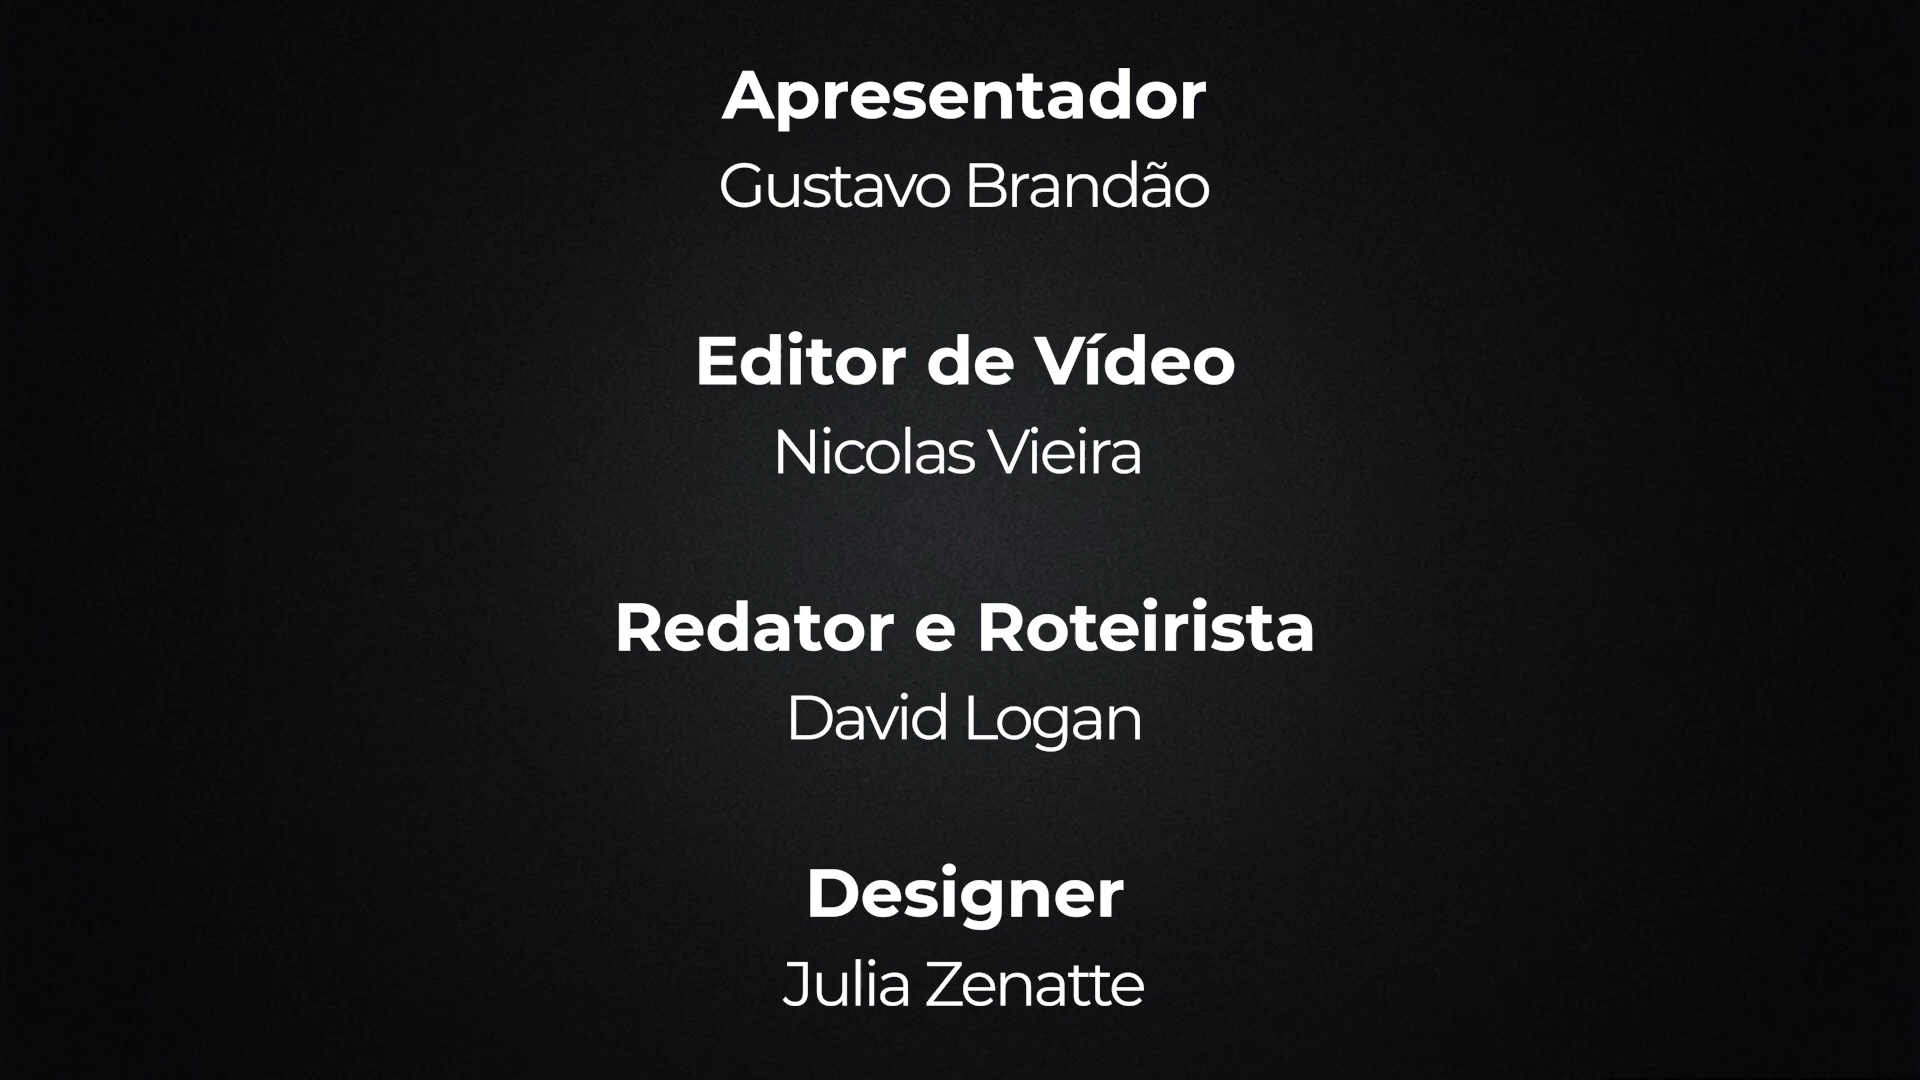 Apresentador
Gustavo Brandão
Editor de Vídeo
Nicolas Vieira
Redator e Roteirista
David Logan
Designer
Julia Zenatte